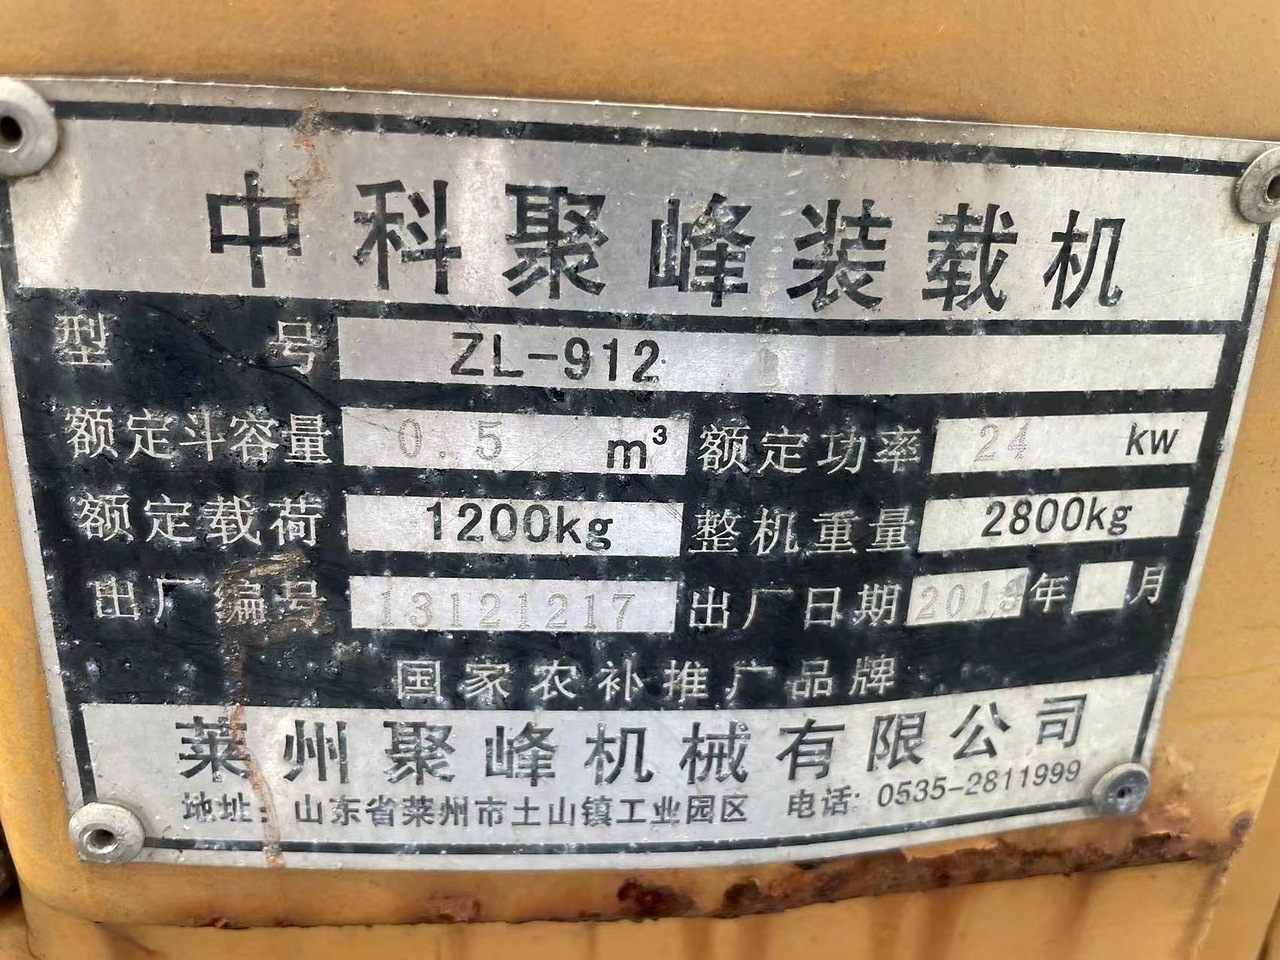 中科聚峰装载机
型号 ZL-912
额定斗容量 0.5 m³ 额定功率 24 kw
额定载荷 1200kg 整机重量 2800kg
出厂编号 13121217 出厂日期 年 月
国家农补推广品牌
莱州聚峰机械有限公司
地址：山东省莱州市土山镇工业园区 电话: 0535-2811999